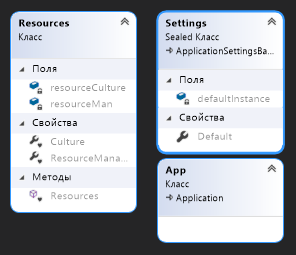 Resources
Класс
Поля
resourceCulture
resourceMan
Свойства
Culture
ResourceMana...
Методы
Resources
Settings
Sealed Класс
ApplicationSettingsBa...
Поля
defaultInstance
Свойства
Default
App
Класс
Application